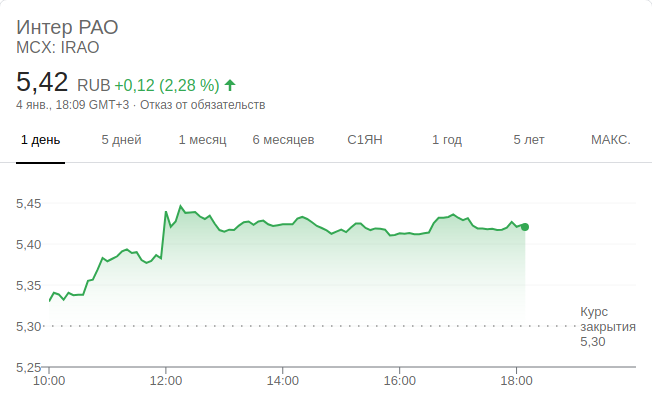 Интер РАО
MCX: IRAO
5,42 RUB +0,12 (2,28 %)
4 янв., 18:09 GMT+3 · Отказ от обязательств
1 день 5 дней 1 месяц 6 месяцев С1ЯН 1 год 5 лет МАКС.
5,45
5,40
5,35
5,30
5,25
Курс
закрытия
5,30
10:00 12:00 14:00 16:00 18:00